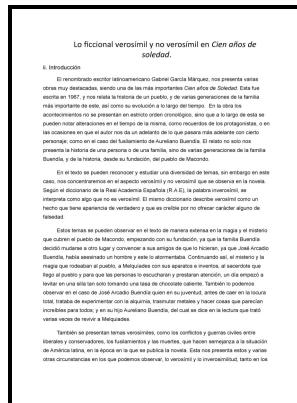 Lo ficcional verosímil y no verosímil en Cien años de
soledad.
ii. Introducción
El renombrado escritor latinoamericano Gabriel García Márquez, nos presenta varias
obras muy destacadas, siendo una de las más importantes Cien años de Soledad. Esta fue
escrita en 1967, y nos relata la historia de un pueblo, y de varias generaciones de la familia
más importante de este, así como su evolución a lo largo del tiempo. En la obra los
acontecimientos no se presentan en estricto orden cronológico, sino que a lo largo de esta se
pueden notar alteraciones en el tiempo de la misma, como recuerdos de los protagonistas, o en
las ocasiones en que el autor nos da un adelanto de lo que pasara más adelante con cierto
personaje; como en el caso del fusilamiento de Aureliano Buendía. El relato no solo nos
presenta la historia de una persona o de una familia, sino de varias generaciones de la familia
Buendía, y de la historia, desde su fundación, del pueblo de Macondo.
En el texto se pueden reconocer y estudiar una diversidad de temas, sin embargo en este
caso, nos concentraremos en el aspecto verosímil y no verosímil que se observa en la novela.
Según el diccionario de la Real Academia Española (R.A.E), la palabra inverosímil, se
interpreta como algo que no es verosímil. El mismo diccionario describe verosímil como un
hecho que tiene apariencia de verdadero y que es creíble por no ofrecer carácter alguno de
falsedad.
Estos temas se pueden observar en el texto de manera extensa en la magia y el misterio
que cubren el pueblo de Macondo, empezando con su fundación, ya que la familia Buendía
decidió mudarse a otro lugar y convencer a sus amigos de que lo hicieran, ya que José Arcadio
Buendía, había asesinado un hombre y este lo atormentaba. Continuando así, el misterio y la
magia que rodeaban el pueblo, a Melquiades con sus aparatos e inventos, al sacerdote que
llego al pueblo y para que las personas lo escucharan y prestaran atención, un día empezó a
levitar en una silla tan solo tomando una tasa de chocolate caliente. También lo podemos
observar en el caso de José Arcadio Buendía quien en su juventud, antes de caer en la locura
total, trataba de experimentar con la alquimia, trasmutar metales y hacer cosas que parecían
increíbles para todos; y en su hijo Aureliano Buendía, del cual se dice en la lectura que trató
varias veces de revivir a Melquiades.
También se presentan temas verosímiles, como los conflictos y guerras civiles entre
liberales y conservadores, los fusilamientos y las muertes, que hacen semejanza a la situación
de América latina, en la época en la que se publica la novela. Esta nos presenta estos y varias
otras circunstancias en los que podemos observar, lo verosímil y lo inverosimilitud, tanto en los